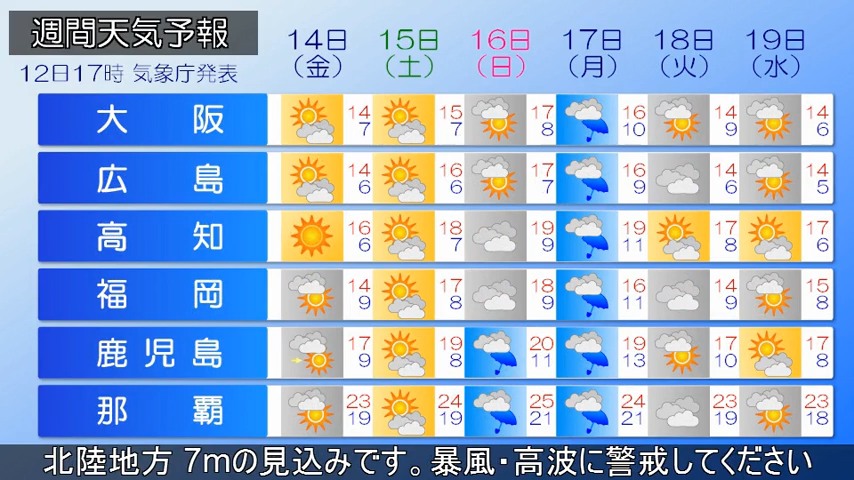 週間天気予報
12日17時 気象庁発表
14日 15日 16日 17日 18日 19日
(金) (土) (日) (月) (火) (水)
大阪 14 7 15 7 17 8 16 10 14 9 14 6
広島 14 6 16 6 17 7 16 9 14 6 14 5
高知 16 6 18 7 19 9 19 11 17 8 17 6
福岡 14 9 17 8 18 9 16 11 14 9 15 8
鹿児島 17 9 19 8 20 11 19 13 17 10 17 8
那覇 23 19 24 19 25 21 24 21 23 19 23 18
北陸地方 7mの見込みです。暴風・高波に警戒してください